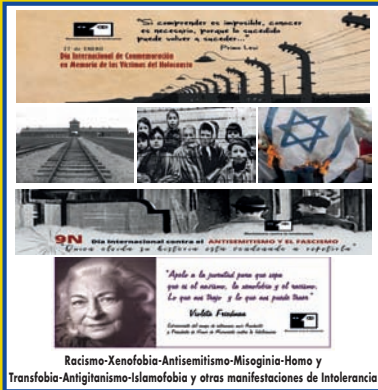 "Si comprender es imposible, conocer
es necesario, porque lo sucedido
puede volver a suceder..."
Primo Levi
27 de ENERO
Día Internacional de Conmemoración
en Memoria de las Víctimas del Holocausto
9N Día Internacional contra el ANTISEMITISMO Y EL FASCISMO
"Quien olvida su historia está condenado a repetirla"
"Apelo a la juventud para que sepa
que es el nazismo, la xenofobia y el racismo.
Lo que nos trajo y lo que nos puede traer"
Violeta Friedman
Racismo-Xenofobia-Antisemitismo-Misoginia-Homo y
Transfobia-Antigitanismo-Islamofobia y otras manifestaciones de Intolerancia